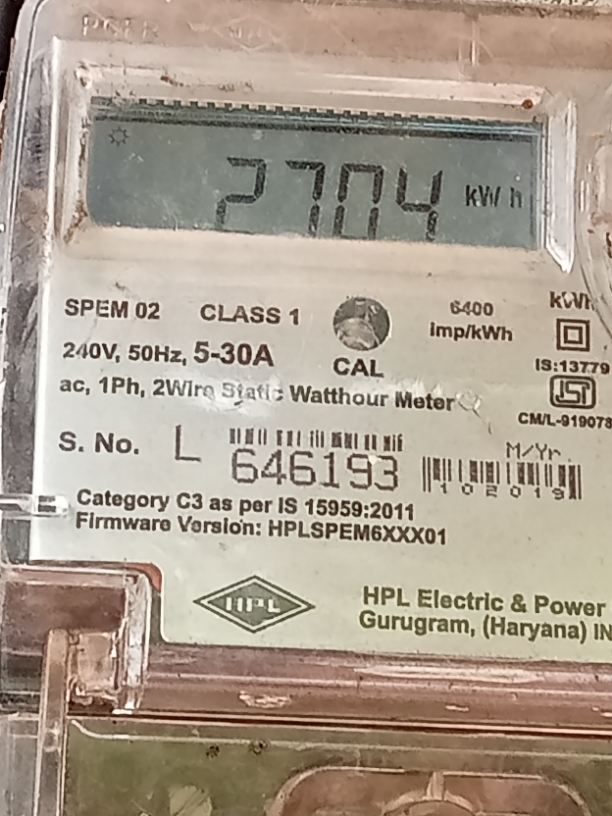 2704 kWh
SPEM 02 CLASS 1 6400 imp/kWh kWh
240V, 50Hz, 5-30A CAL IS:13779
ac, 1Ph, 2Wire Static Watthour Meter
CM/L-919078
S. No. L 646193 M/Yr.
102019
Category C3 as per IS 15959:2011
Firmware Version: HPLSPEM6XXX01
HPL
HPL Electric & Power
Gurugram, (Haryana) IN